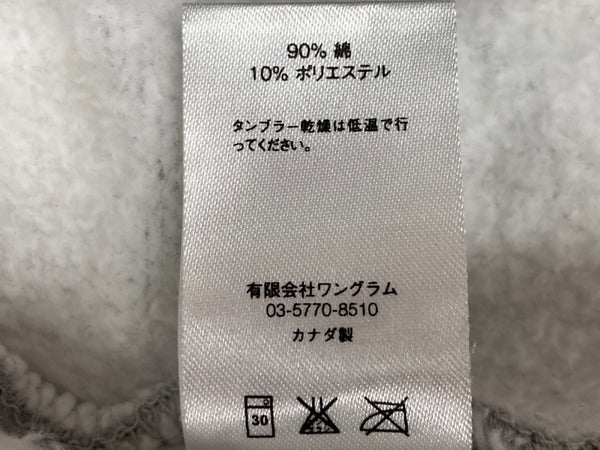 90% 綿
10% ポリエステル
タンブラー乾燥は低温で行
ってください。
有限会社ワングラム
03-5770-8510
カナダ製
30